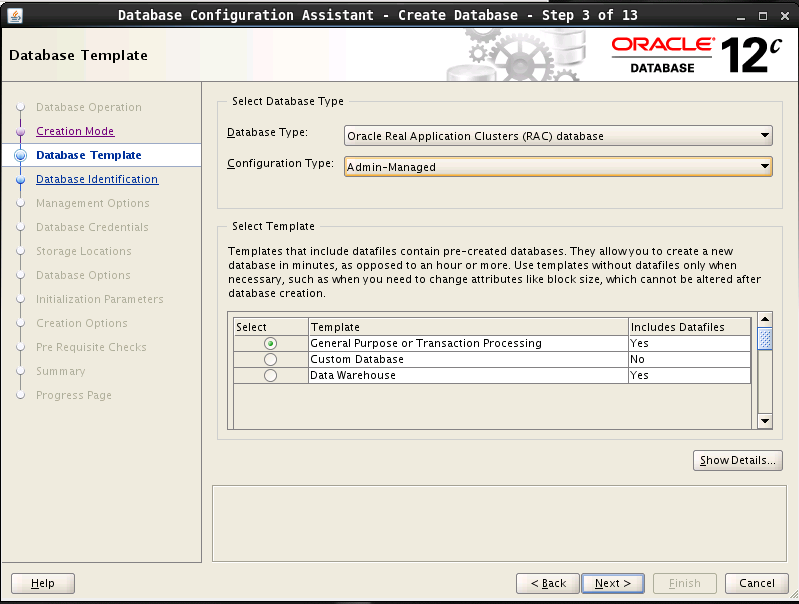 Database Configuration Assistant - Create Database - Step 3 of 13
Database Template
ORACLE
DATABASE
12c
Database Operation
Creation Mode
Database Template
Database Identification
Management Options
Database Credentials
Storage Locations
Database Options
Initialization Parameters
Creation Options
Pre Requisite Checks
Summary
Progress Page
Select Database Type
Database Type: Oracle Real Application Clusters (RAC) database
Configuration Type: Admin-Managed
Select Template
Templates that include datafiles contain pre-created databases. They allow you to create a new
database in minutes, as opposed to an hour or more. Use templates without datafiles only when
necessary, such as when you need to change attributes like block size, which cannot be altered after
database creation.
Select Template Includes Datafiles
General Purpose or Transaction Processing Yes
Custom Database No
Data Warehouse Yes
Show Details...
Help < Back Next > Finish Cancel